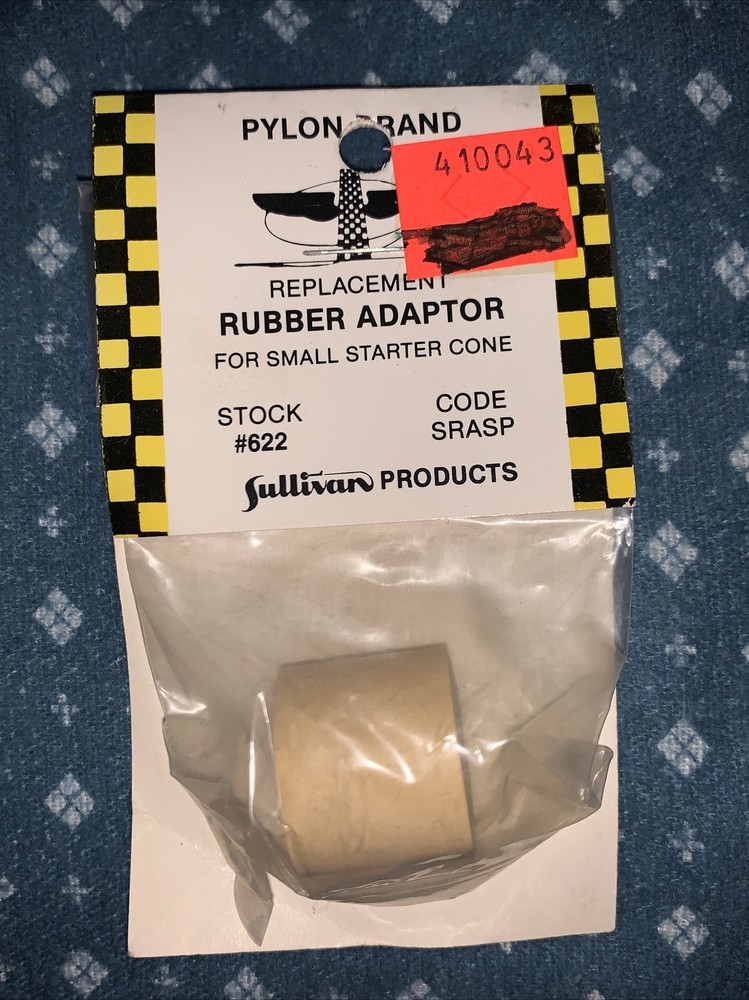 PYLON BRAND
410043
REPLACEMENT
RUBBER ADAPTOR
FOR SMALL STARTER CONE
STOCK
#622
CODE
SRASP
Sullivan PRODUCTS